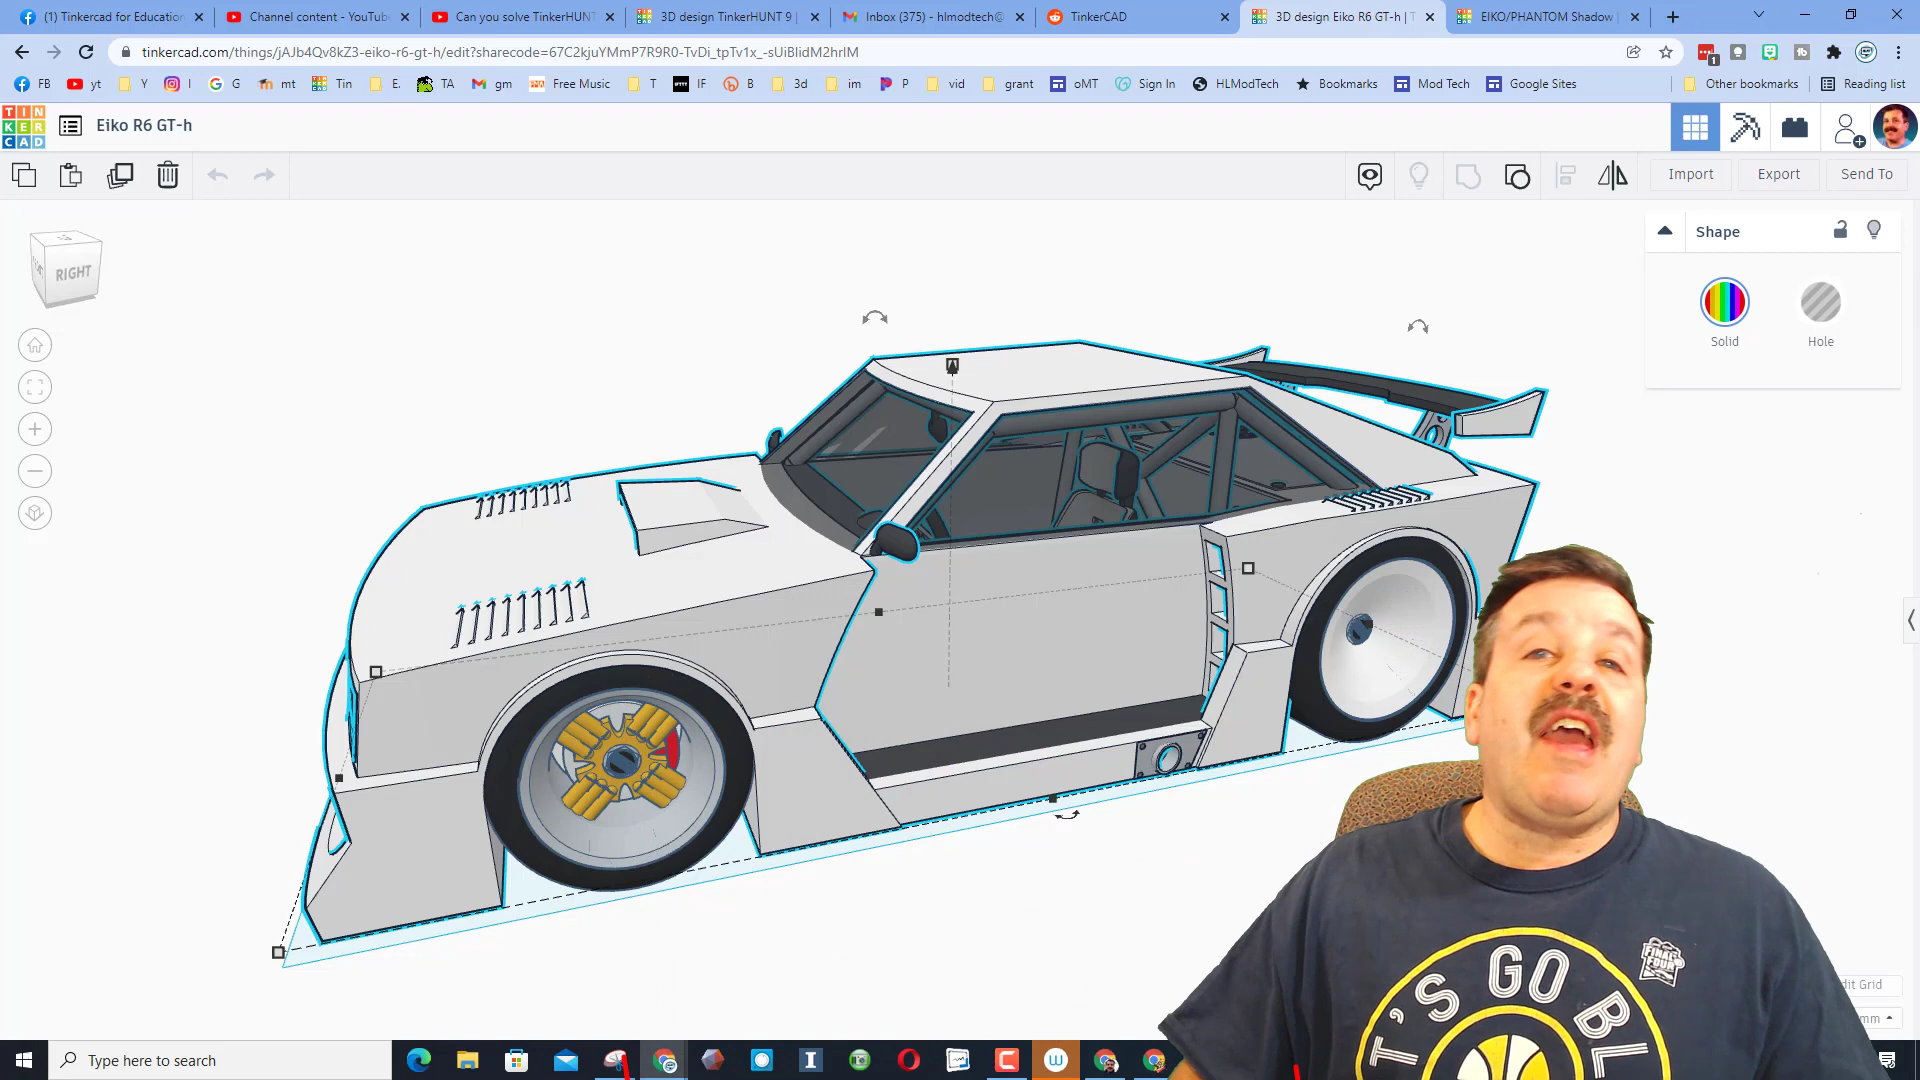 (1) Tinkercad for Education
Channel content - YouTube
Can you solve TinkerHUNT
3D design TinkerHUNT 9 |
Inbox (375) - hlmodtech@
TinkerCAD
3D design Eiko R6 GT-h | T
EIKO/PHANTOM Shadow
tinkercad.com/things/jAJb4Qv8kZ3-eiko-r6-gt-h/edit?sharecode=67C2kjuYMmP7R9R0-TvDi_tpTv1x_-sUiBlidM2hrIM
1
FB
yt
Y
I
G
mt
Tin
E.
TA
gm
Free Music
T
IF
B
3d
im
P
vid
grant
oMT
Sign In
HLModTech
Bookmarks
Mod Tech
Google Sites
Other bookmarks
Reading list
TIN
KER
CAD
Eiko R6 GT-h
Import
Export
Send To
RIGHT
Shape
Solid
Hole
dit Grid
mm
T'S GO BL
FINAL FOUR
Type here to search